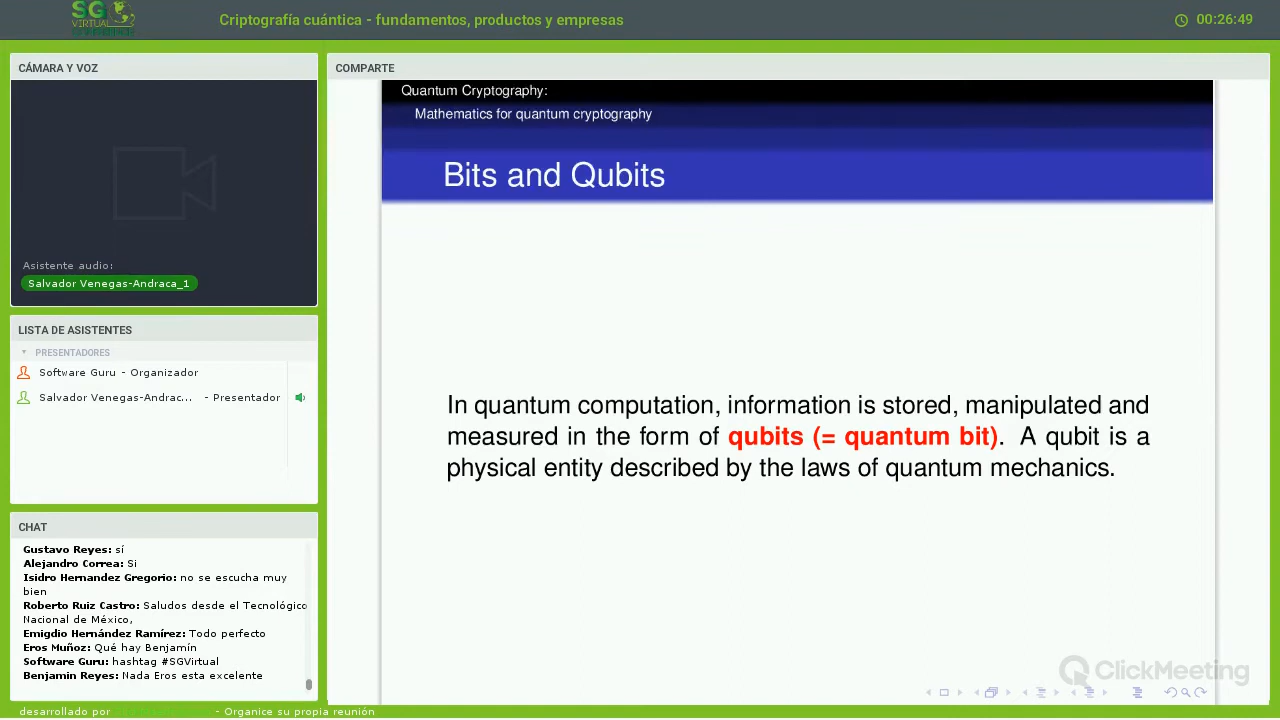 SG
VIRTUAL
CONFERENCE
Criptografía cuántica - fundamentos, productos y empresas
00:26:49
CÁMARA Y VOZ
Asistente audio:
Salvador Venegas-Andraca_1
LISTA DE ASISTENTES
PRESENTADORES
Software Guru - Organizador
Salvador Venegas-Andrac... - Presentador
CHAT
Gustavo Reyes: sí
Alejandro Correa: Si
Isidro Hernandez Gregorio: no se escucha muy
bien
Roberto Ruiz Castro: Saludos desde el Tecnológico
Nacional de México,
Emigdio Hernández Ramírez: Todo perfecto
Eros Muñoz: Qué hay Benjamín
Software Guru: hashtag #SGVirtual
Benjamin Reyes: Nada Eros esta excelente
COMPARTE
Quantum Cryptography:
Mathematics for quantum cryptography
Bits and Qubits
In quantum computation, information is stored, manipulated and
measured in the form of qubits (= quantum bit). A qubit is a
physical entity described by the laws of quantum mechanics.
ClickMeeting
desarrollado por - Organice su propia reunión